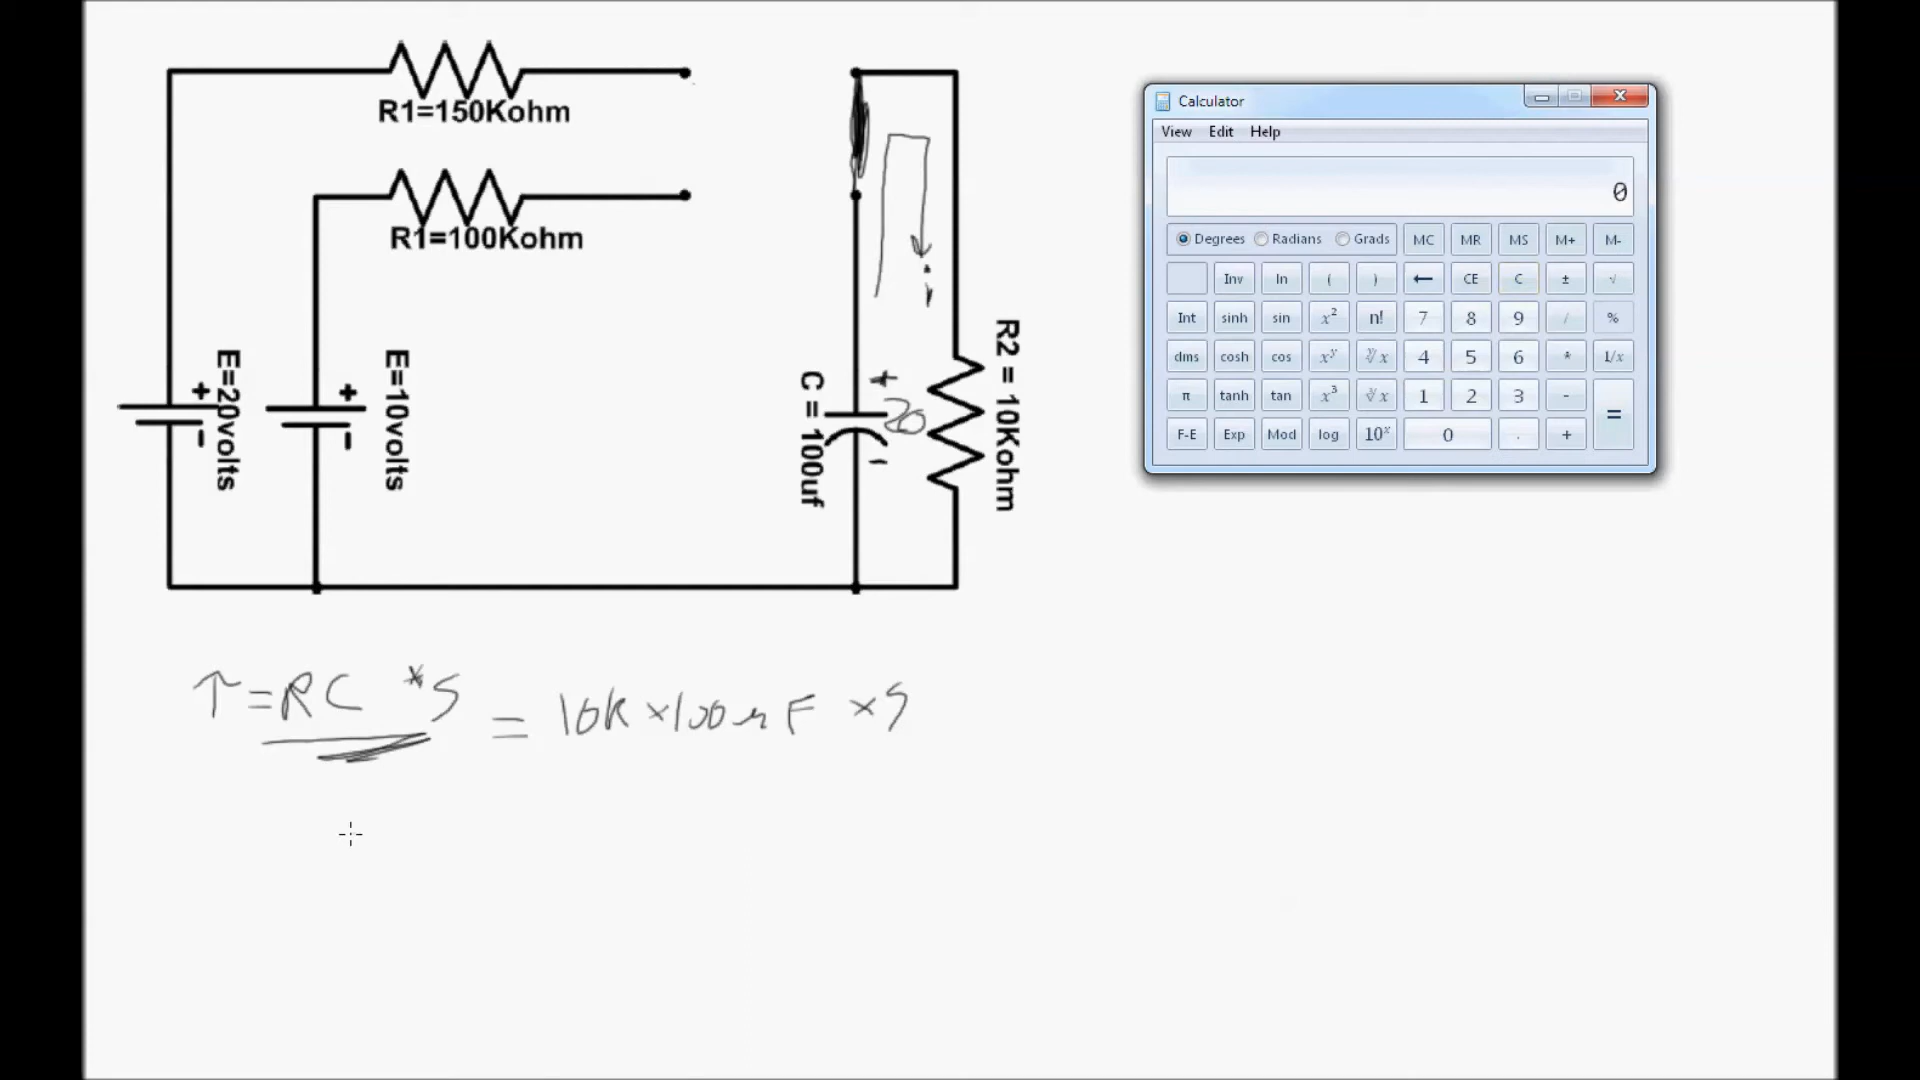 R1=150Kohm
R1=100Kohm
+
-
E=20volts
+
-
E=10volts
C = 100uf
+
20
-
R2 = 10Kohm
i
τ=RC *5
= 10K×100uF ×5
Calculator
View Edit Help
0
Degrees Radians Grads MC MR MS M+ M-
Inv ln ( ) ← CE C ± √
Int sinh sin x² n! 7 8 9 / %
dms cosh cos xʸ ʸ√x 4 5 6 * 1/x
π tanh tan x³ ³√x 1 2 3 - =
F-E Exp Mod log 10ˣ 0 . +